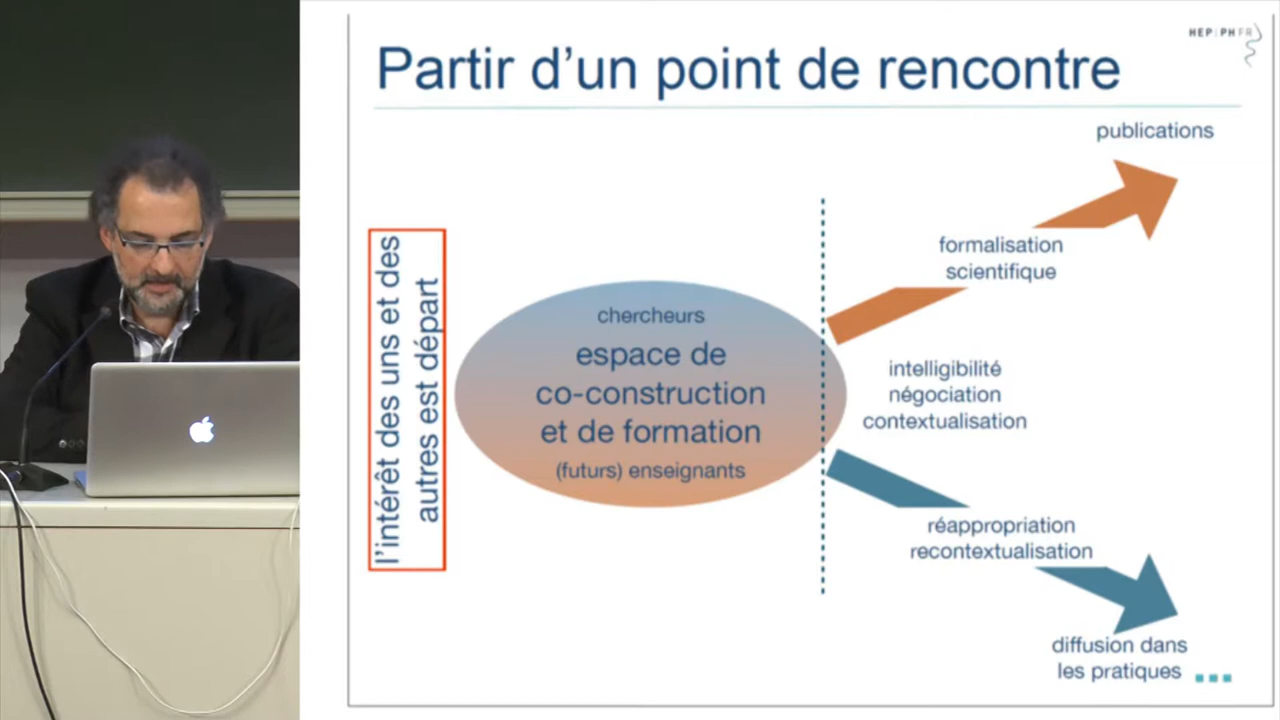 HEP PH FR
Partir d'un point de rencontre
publications
l'intérêt des uns et des
autres est départ
formalisation
scientifique
chercheurs
espace de
co-construction
et de formation
(futurs) enseignants
intelligibilité
négociation
contextualisation
réappropriation
recontextualisation
diffusion dans
les pratiques ...